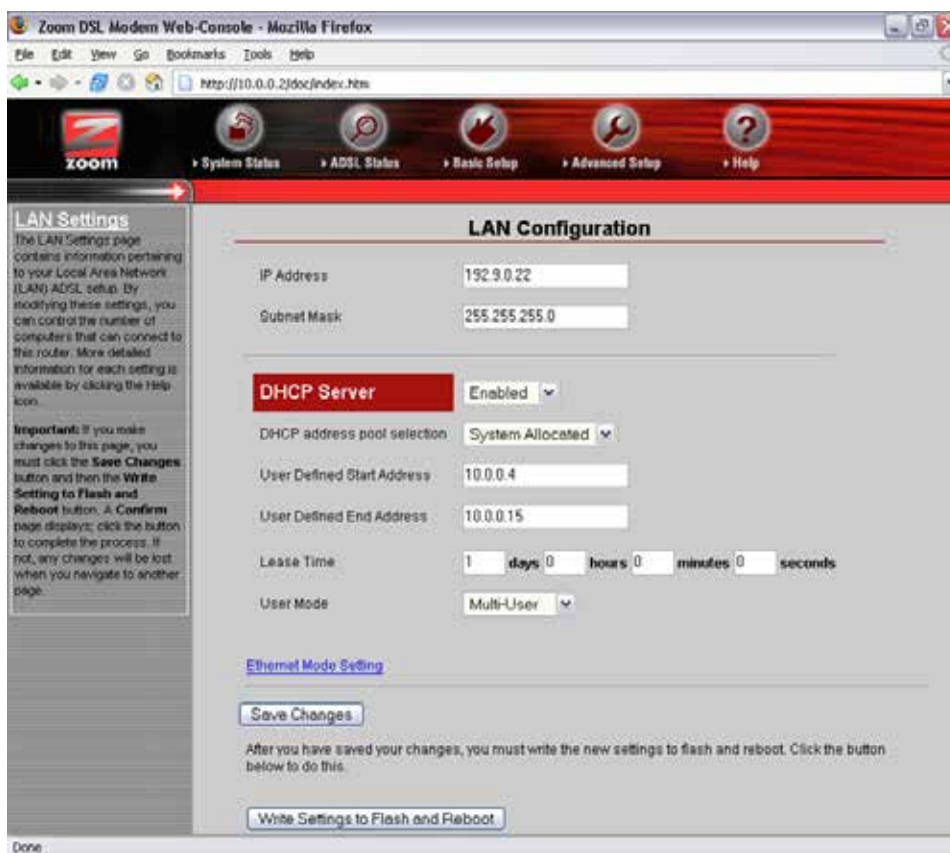 Zoom DSL Modem Web-Console - Mozilla Firefox
File Edit View Go Bookmarks Tools Help
http://10.0.0.2/doc/index.htm
zoom
System Status
ADSL Status
Basic Setup
Advanced Setup
Help
LAN Settings
The LAN Settings page
contains information pertaining
to your Local Area Network
(LAN) ADSL setup. By
modifying these settings, you
can control the number of
computers that can connect to
this router. More detailed
information for each setting is
available by clicking the Help
icon.
Important: If you make
changes to this page, you
must click the Save Changes
button and then the Write
Setting to Flash and
Reboot button. A Confirm
page displays; click the button
to complete the process. If
not, any changes will be lost
when you navigate to another
page.
LAN Configuration
IP Address 192.9.0.22
Subnet Mask 255.255.255.0
DHCP Server Enabled
DHCP address pool selection System Allocated
User Defined Start Address 10.0.0.4
User Defined End Address 10.0.0.15
Lease Time 1 days 0 hours 0 minutes 0 seconds
User Mode Multi-User
Ethernet Mode Setting
Save Changes
After you have saved your changes, you must write the new settings to flash and reboot. Click the button
below to do this.
Write Settings to Flash and Reboot
Done